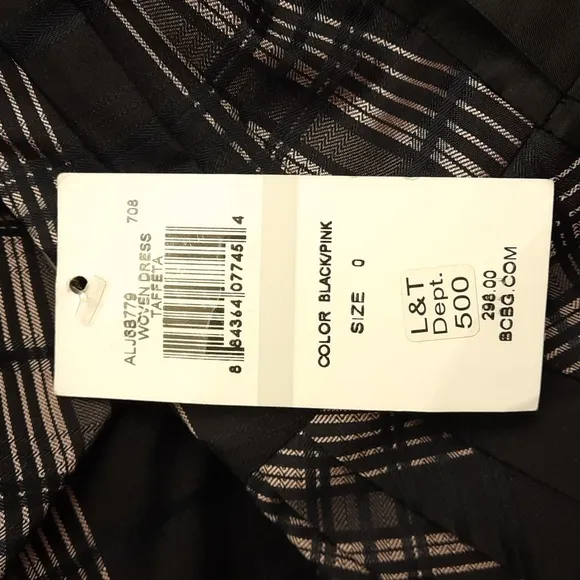 ALJ6B779 708
WOVEN DRESS
TAFFETA
8 84364 07745 4
COLOR BLACK/PINK
SIZE 0
L&T
Dept.
500
298.00
BCBG.COM